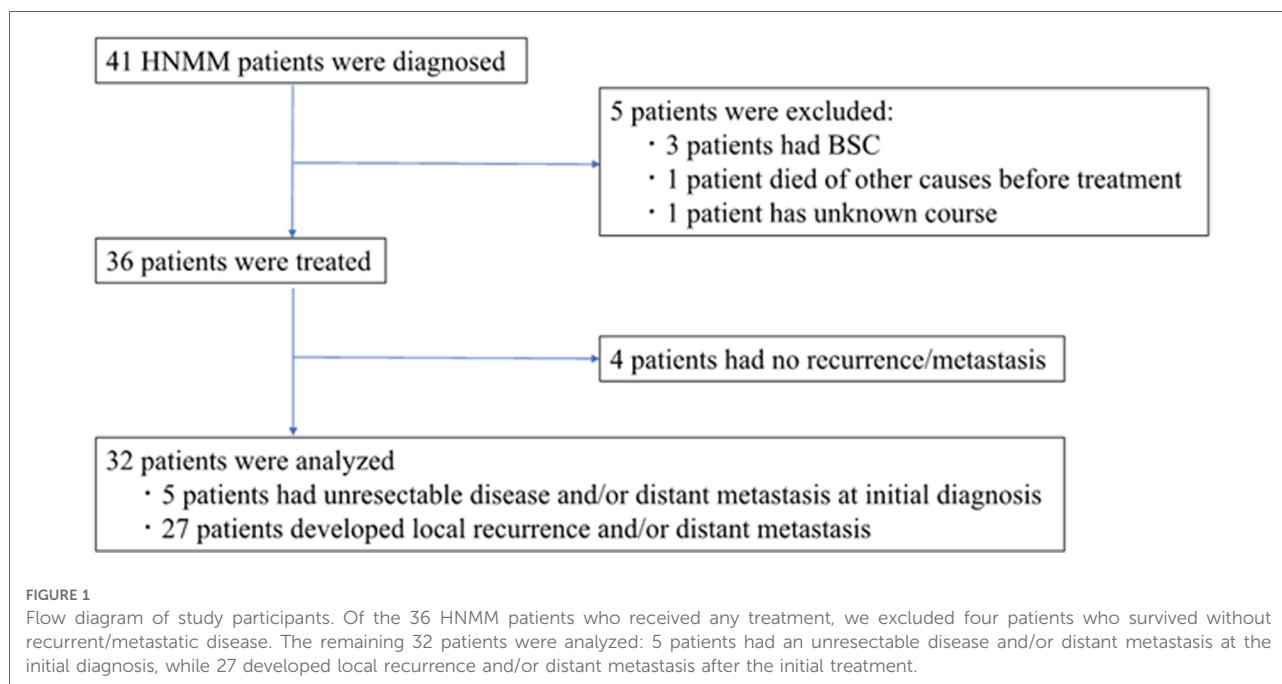 41 HNMM patients were diagnosed
5 patients were excluded:
・3 patients had BSC
・1 patient died of other causes before treatment
・1 patient has unknown course
36 patients were treated
4 patients had no recurrence/metastasis
32 patients were analyzed
・5 patients had unresectable disease and/or distant metastasis at initial diagnosis
・27 patients developed local recurrence and/or distant metastasis
FIGURE 1
Flow diagram of study participants. Of the 36 HNMM patients who received any treatment, we excluded four patients who survived without
recurrent/metastatic disease. The remaining 32 patients were analyzed: 5 patients had an unresectable disease and/or distant metastasis at the
initial diagnosis, while 27 developed local recurrence and/or distant metastasis after the initial treatment.